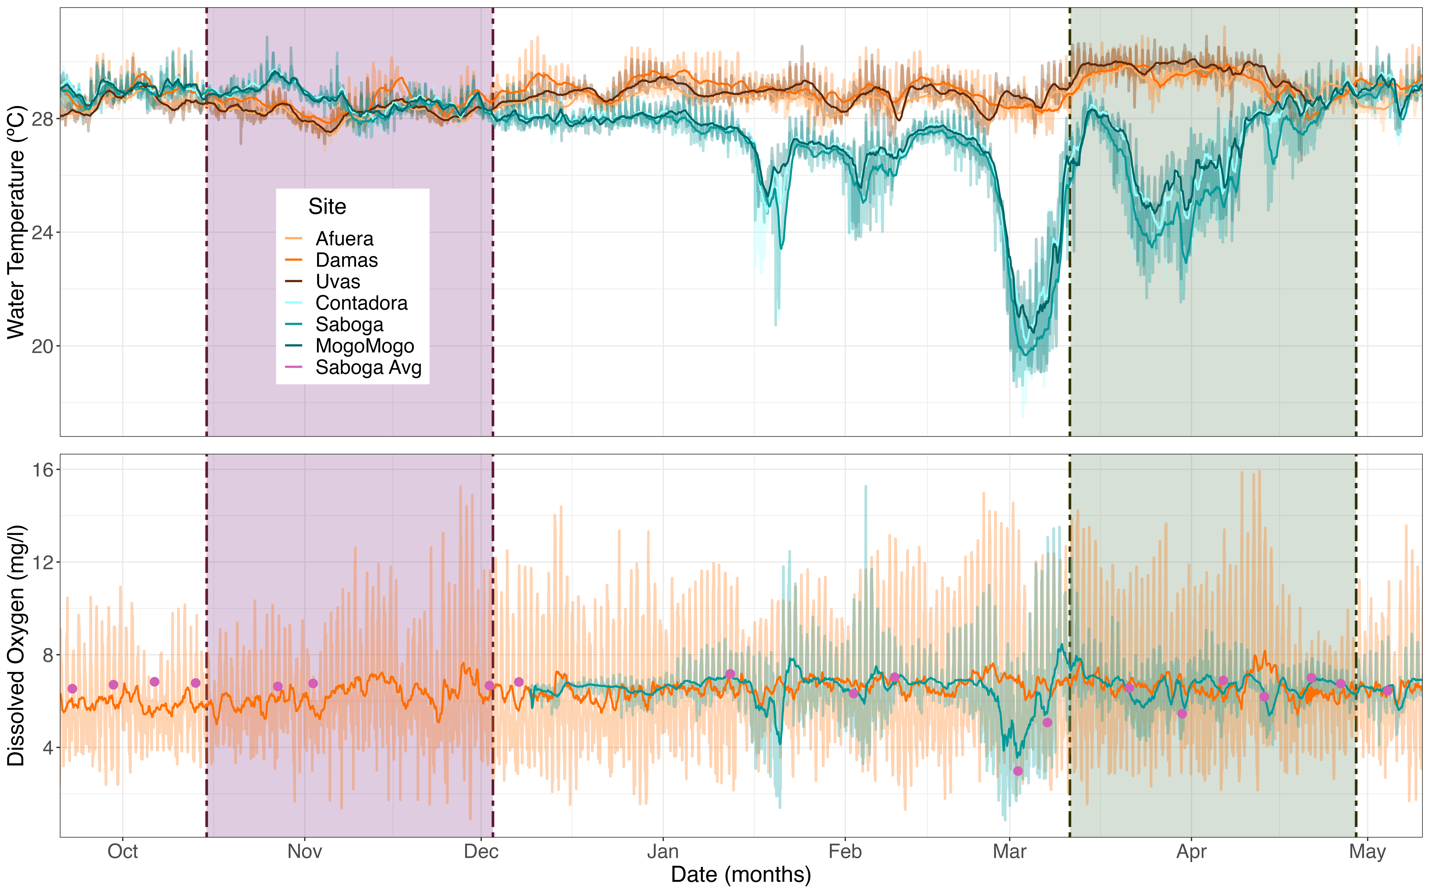 Water Temperature (ºC)
28
24
20
Site
Afuera
Damas
Uvas
Contadora
Saboga
MogoMogo
Saboga Avg
Dissolved Oxygen (mg/l)
16
12
8
4
Oct Nov Dec Jan Feb Mar Apr May
Date (months)